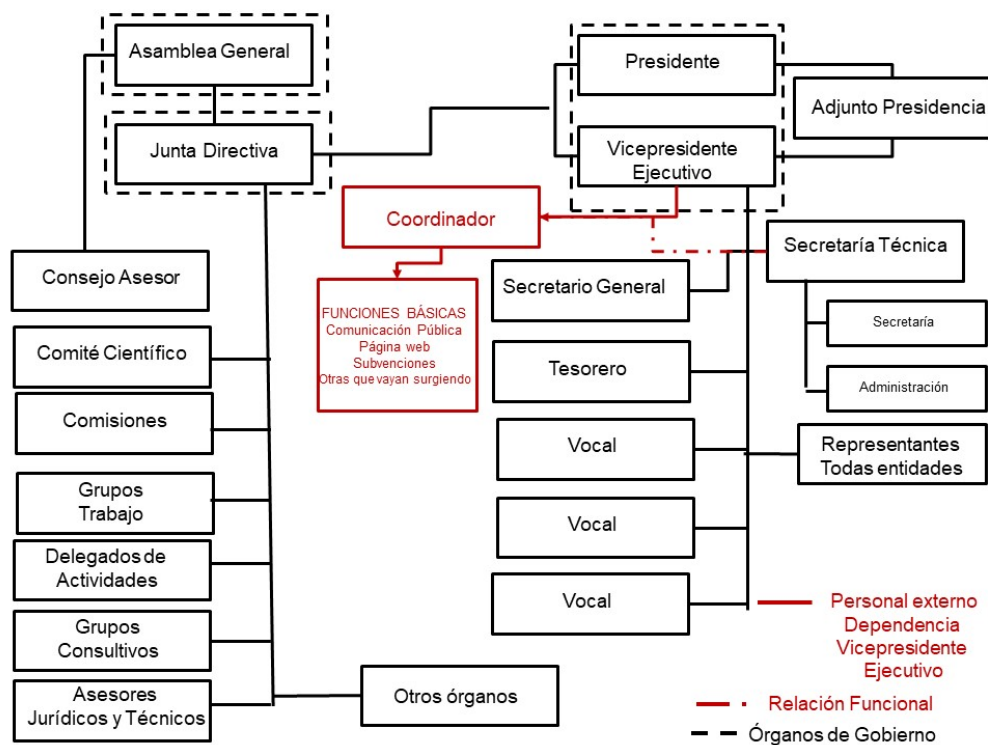 Asamblea General
Junta Directiva
Presidente
Vicepresidente
Ejecutivo
Adjunto Presidencia
Coordinador
FUNCIONES BÁSICAS
Comunicación Pública
Página web
Subvenciones
Otras que vayan surgiendo
Consejo Asesor
Comité Científico
Comisiones
Grupos
Trabajo
Delegados de
Actividades
Grupos
Consultivos
Asesores
Jurídicos y Técnicos
Otros órganos
Secretario General
Tesorero
Vocal
Vocal
Vocal
Secretaría Técnica
Secretaría
Administración
Representantes
Todas entidades
Personal externo
Dependencia
Vicepresidente
Ejecutivo
Relación Funcional
Órganos de Gobierno